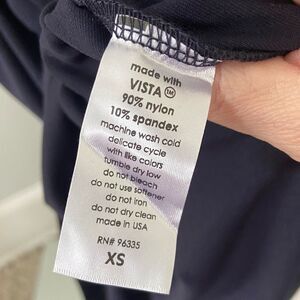 made with
VISTA™
90% nylon
10% spandex
machine wash cold
delicate cycle
with like colors
tumble dry low
do not bleach
do not use softener
do not iron
do not dry clean
made in USA
RN# 96335
XS